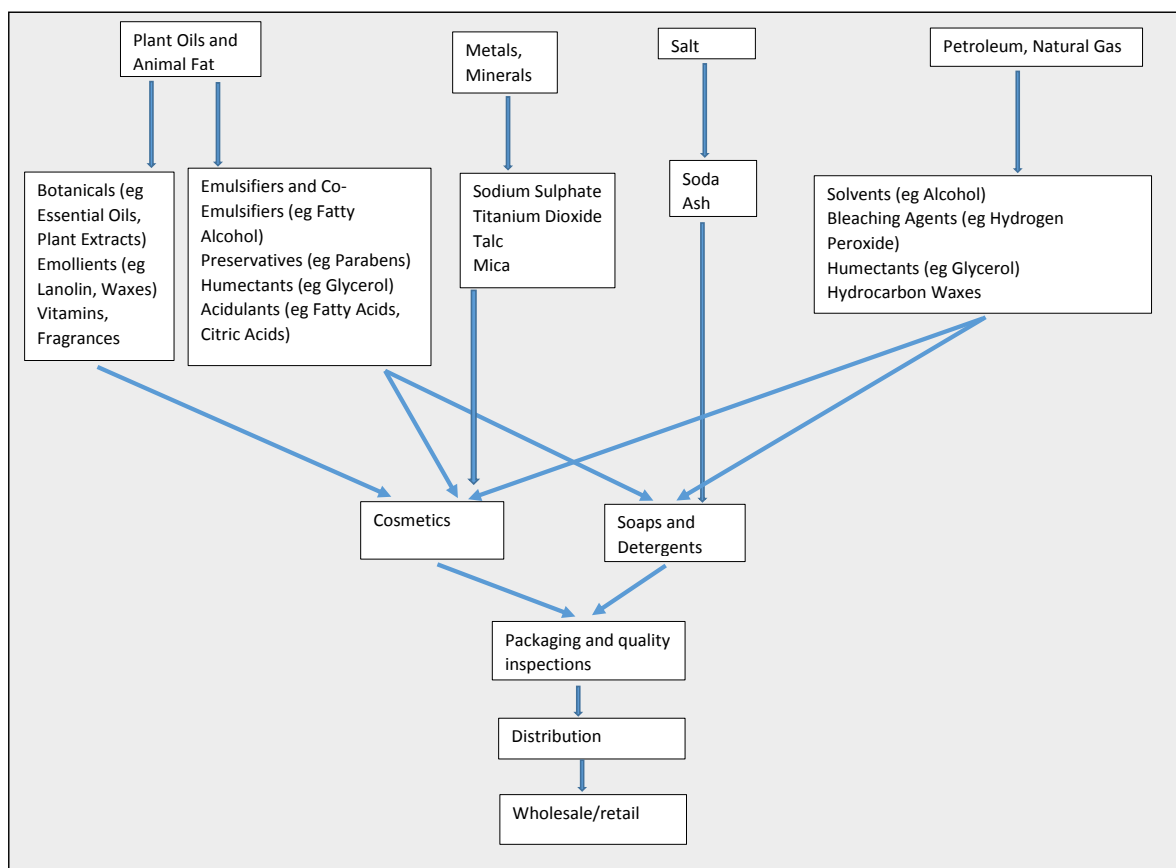 Plant Oils and
Animal Fat
Metals,
Minerals
Salt
Petroleum, Natural Gas
Botanicals (eg
Essential Oils,
Plant Extracts)
Emollients (eg
Lanolin, Waxes)
Vitamins,
Fragrances
Emulsifiers and Co-
Emulsifiers (eg Fatty
Alcohol)
Preservatives (eg Parabens)
Humectants (eg Glycerol)
Acidulants (eg Fatty Acids,
Citric Acids)
Sodium Sulphate
Titanium Dioxide
Talc
Mica
Soda
Ash
Solvents (eg Alcohol)
Bleaching Agents (eg Hydrogen
Peroxide)
Humectants (eg Glycerol)
Hydrocarbon Waxes
Cosmetics
Soaps and
Detergents
Packaging and quality
inspections
Distribution
Wholesale/retail